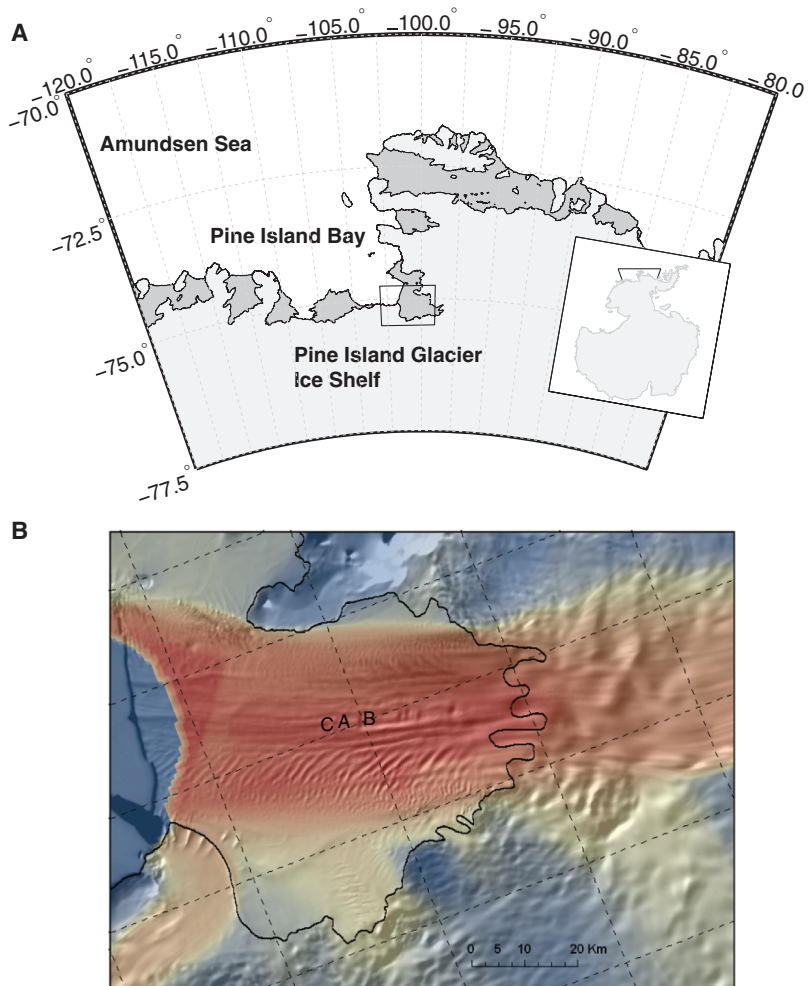 A
−120.0°
−115.0°
−110.0°
−105.0°
−100.0°
−95.0°
−90.0°
−85.0°
−80.0
−70.0°
Amundsen Sea
−72.5°
Pine Island Bay
−75.0°
Pine Island Glacier
Ice Shelf
−77.5°
B
C A B
0 5 10 20 Km